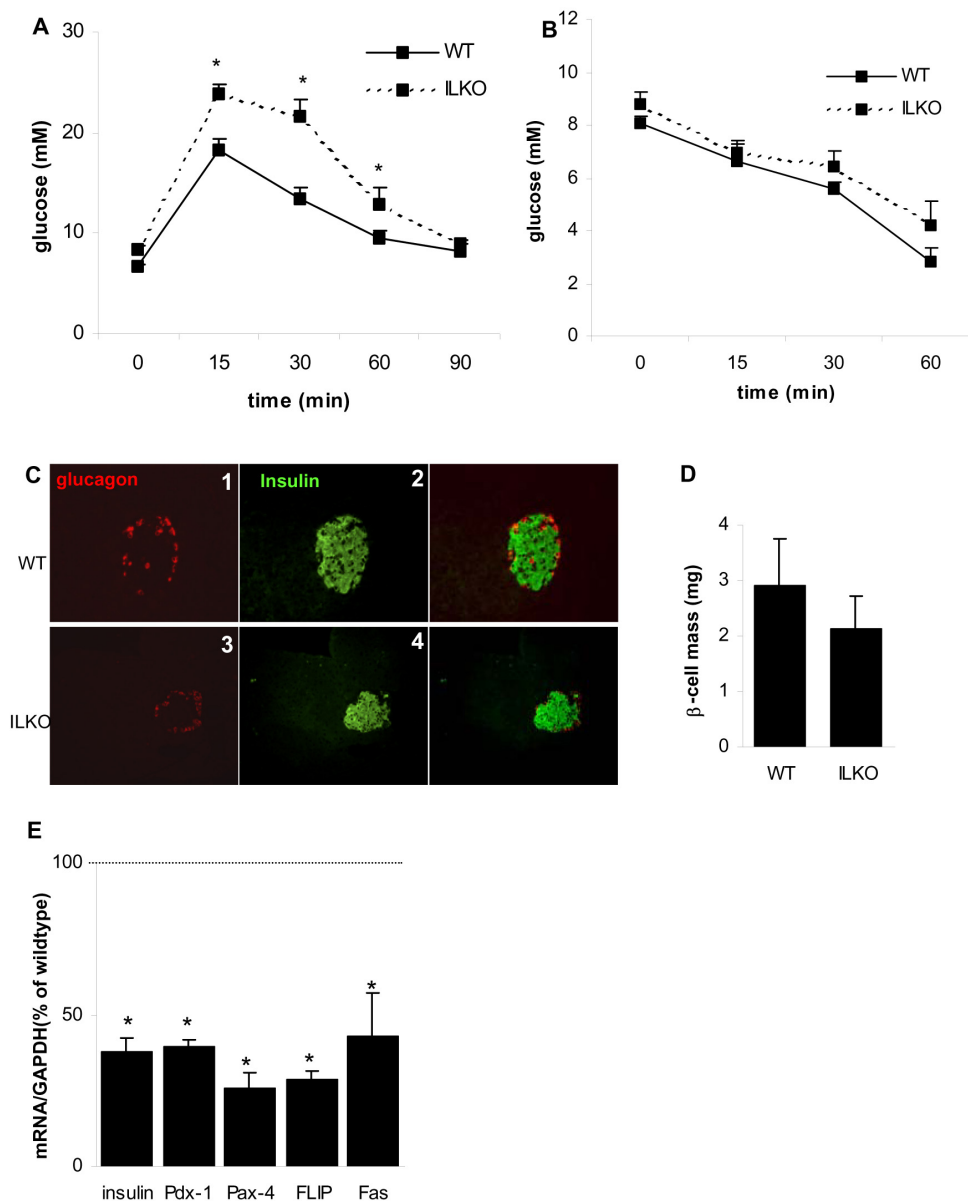 A
30
20
10
0
glucose (mM)
WT
ILKO
*
*
*
0 15 30 60 90
time (min)
B
12
10
8
6
4
2
0
glucose (mM)
WT
ILKO
0 15 30 60
time (min)
C
glucagon 1
Insulin 2
WT
3
4
ILKO
D
4
3
2
1
0
β-cell mass (mg)
WT ILKO
E
100
50
0
mRNA/GAPDH(% of wildtype)
* * * * *
insulin Pdx-1 Pax-4 FLIP Fas